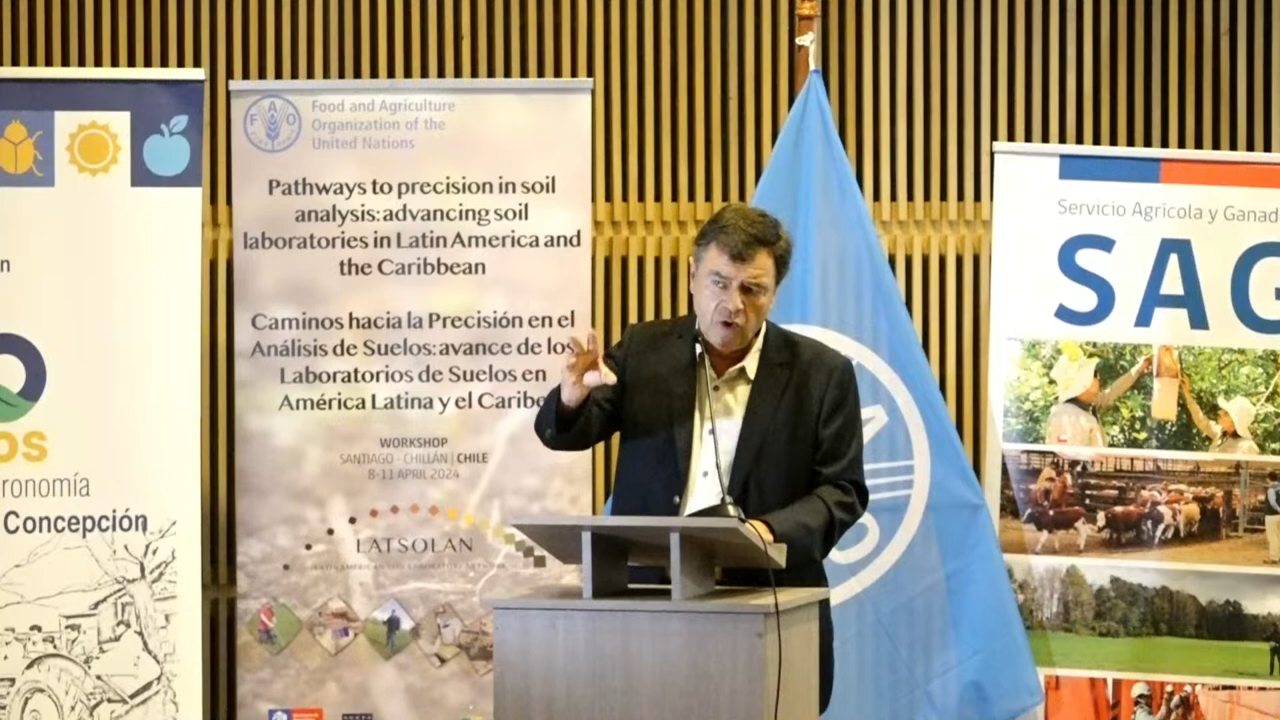 n
OS
ronomía
Concepción
FAO
Food and Agriculture
Organization of the
United Nations
Pathways to precision in soil
analysis: advancing soil
laboratories in Latin America and
the Caribbean
Caminos hacia la Precisión en el
Análisis de Suelos: avance de los
Laboratorios de Suelos en
América Latina y el Caribe
WORKSHOP
SANTIAGO - CHILLÁN | CHILE
8-11 APRIL 2024
LATSOLAN
Servicio Agrícola y Ganad
SAG